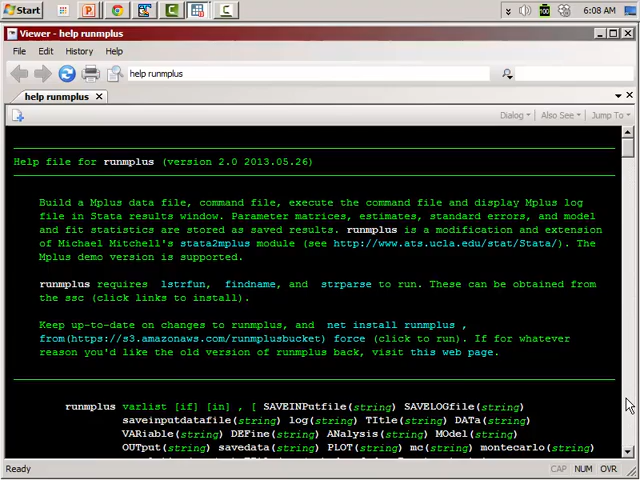 Start
6:08 AM
Viewer - help runmplus
File Edit History Help
help runmplus
help runmplus
Dialog Also See Jump To
Help file for runmplus (version 2.0 2013.05.26)
Build a Mplus data file, command file, execute the command file and display Mplus log
file in Stata results window. Parameter matrices, estimates, standard errors, and model
and fit statistics are stored as saved results. runmplus is a modification and extension
of Michael Mitchell's stata2mplus module (see http://www.ats.ucla.edu/stat/Stata/). The
Mplus demo version is supported.
runmplus requires lstrfun, findname, and strparse to run. These can be obtained from
the ssc (click links to install).
Keep up-to-date on changes to runmplus, and net install runmplus ,
from(https://s3.amazonaws.com/runmplusbucket) force (click to run). If for whatever
reason you'd like the old version of runmplus back, visit this web page.
runmplus varlist [if] [in] , [ SAVEINPutfile(string) SAVELOGfile(string)
saveinputdatafile(string) log(string) TItle(string) DATa(string)
VARiable(string) DEFine(string) ANalysis(string) MOdel(string)
OUTput(string) savedata(string) PLOT(string) mc(string) montecarlo(string)
Ready
CAP NUM OVR